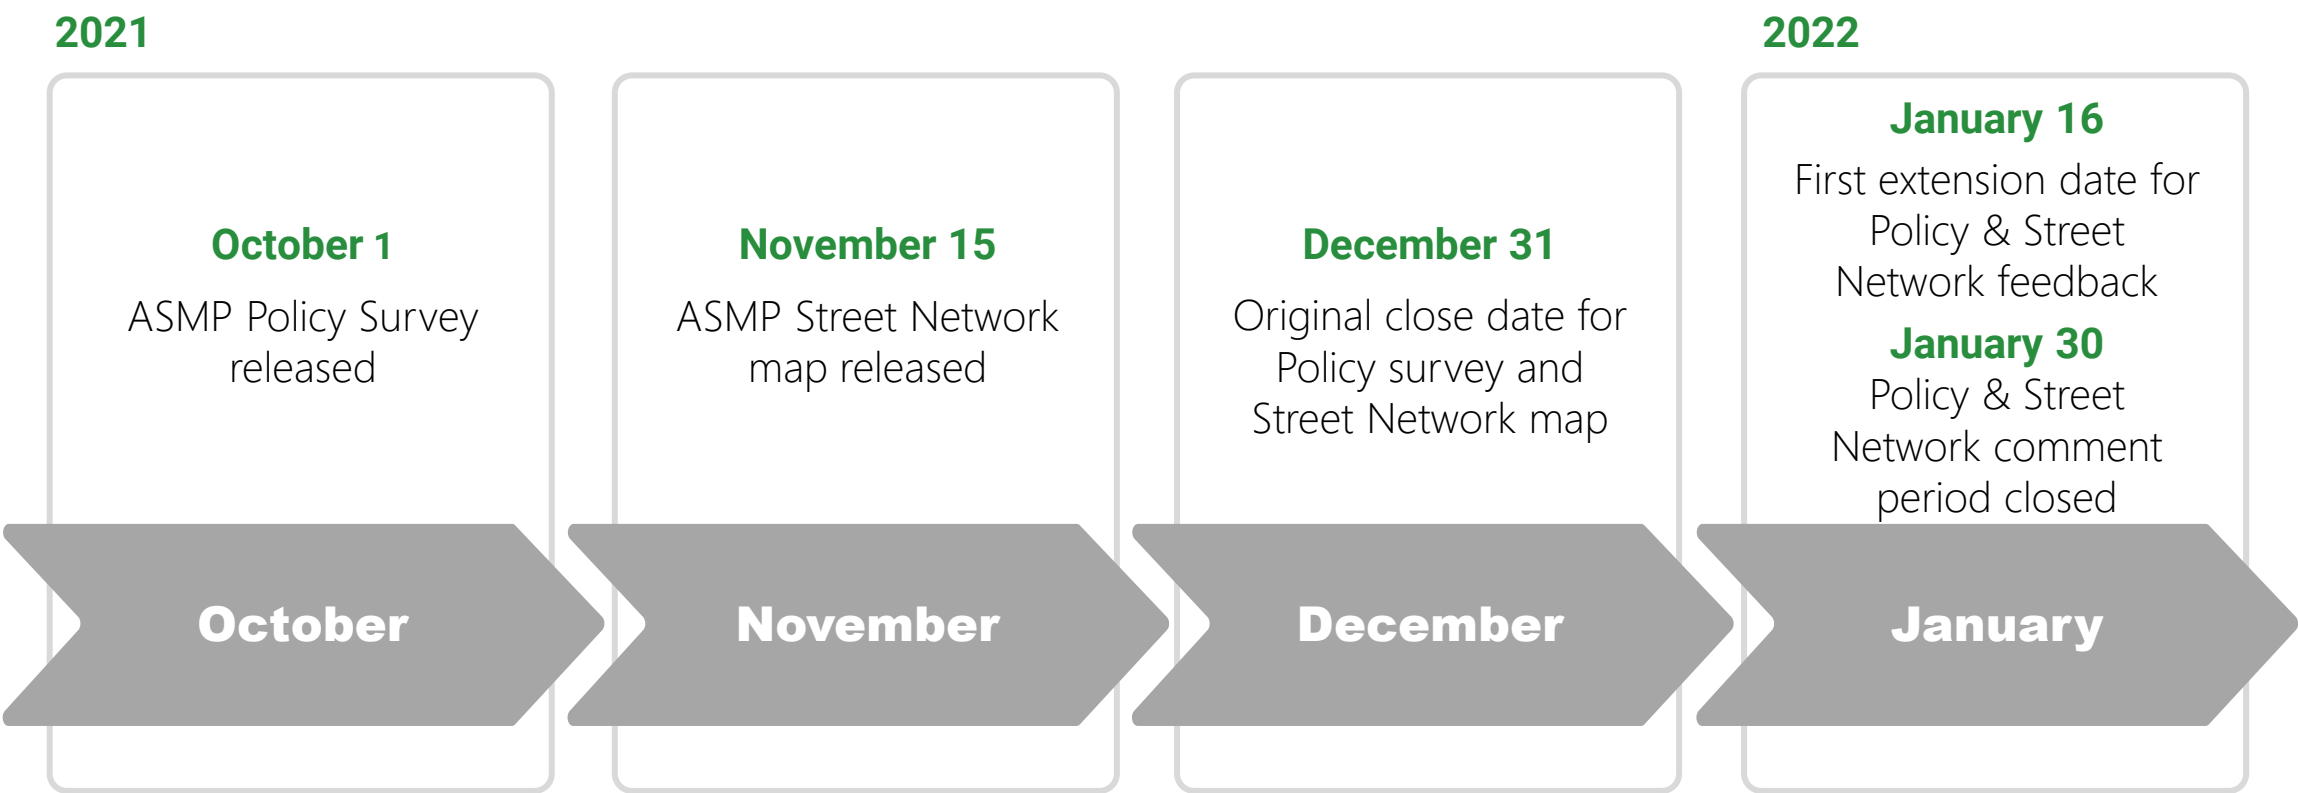 2021
October 1
ASMP Policy Survey
released
October
November 15
ASMP Street Network
map released
November
December 31
Original close date for
Policy survey and
Street Network map
December
2022
January 16
First extension date for
Policy & Street
Network feedback
January 30
Policy & Street
Network comment
period closed
January